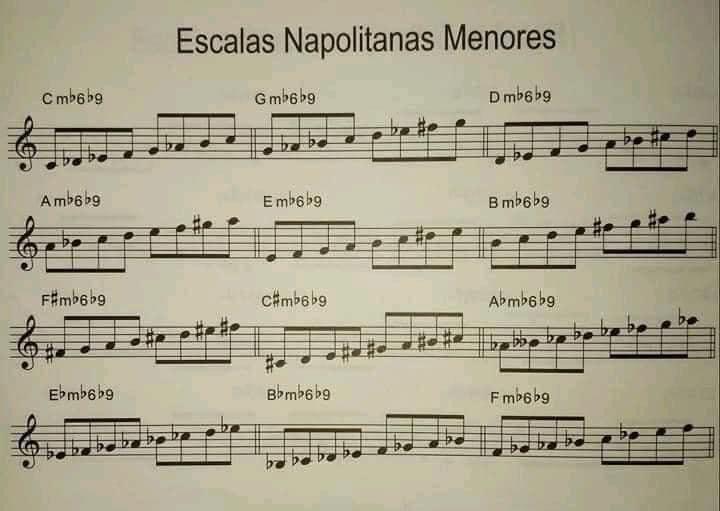 Escalas Napolitanas Menores
C m♭6♭9 G m♭6♭9 D m♭6♭9
A m♭6♭9 E m♭6♭9 B m♭6♭9
F♯m♭6♭9 C♯m♭6♭9 A♭m♭6♭9
E♭m♭6♭9 B♭m♭6♭9 F m♭6♭9